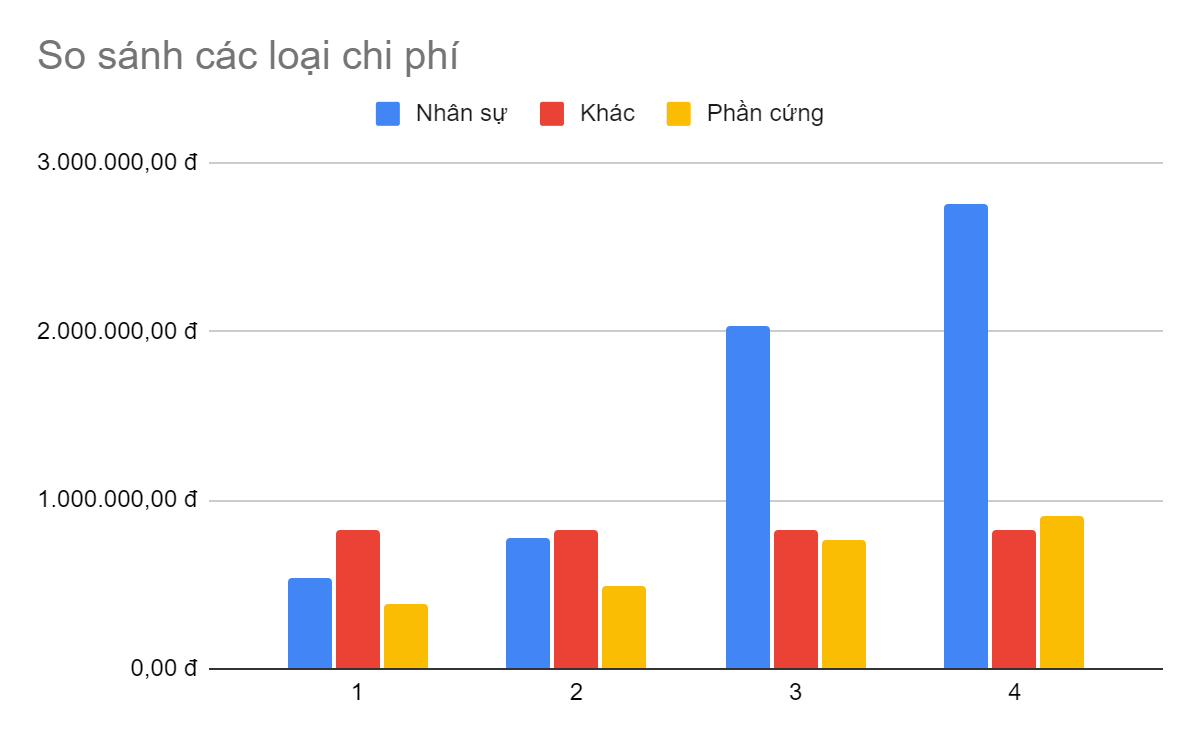 So sánh các loại chi phí
Nhân sự Khác Phần cứng
3.000.000,00 đ
2.000.000,00 đ
1.000.000,00 đ
0,00 đ
1 2 3 4